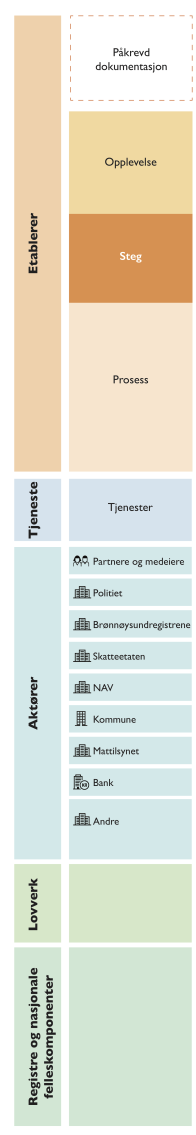 Etablerer
Påkrevd
dokumentasjon
Opplevelse
Steg
Prosess
Tjeneste
Tjenester
Aktører
Partnere og medeiere
Politiet
Brønnøysundregistrene
Skatteetaten
NAV
Kommune
Mattilsynet
Bank
Andre
Lovverk
Registre og nasjonale
felleskomponenter